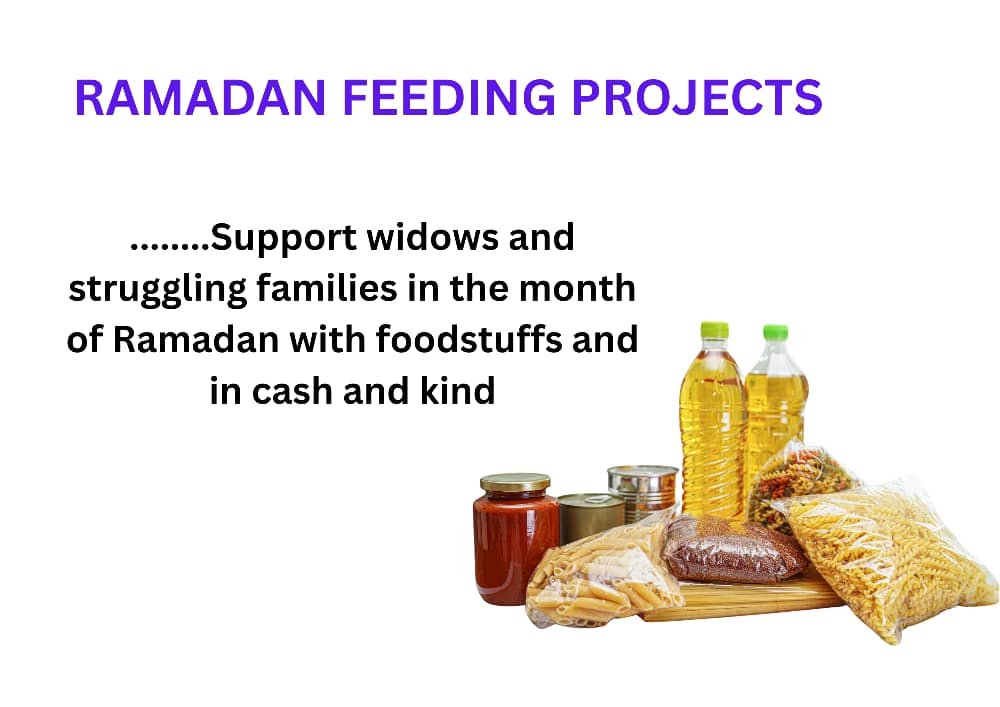 RAMADAN FEEDING PROJECTS
........Support widows and
struggling families in the month
of Ramadan with foodstuffs and
in cash and kind